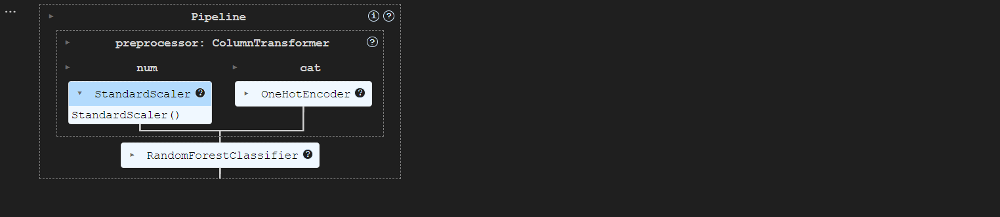 ...
Pipeline i ?
preprocessor: ColumnTransformer ?
num cat
StandardScaler ? OneHotEncoder ?
StandardScaler()
RandomForestClassifier ?